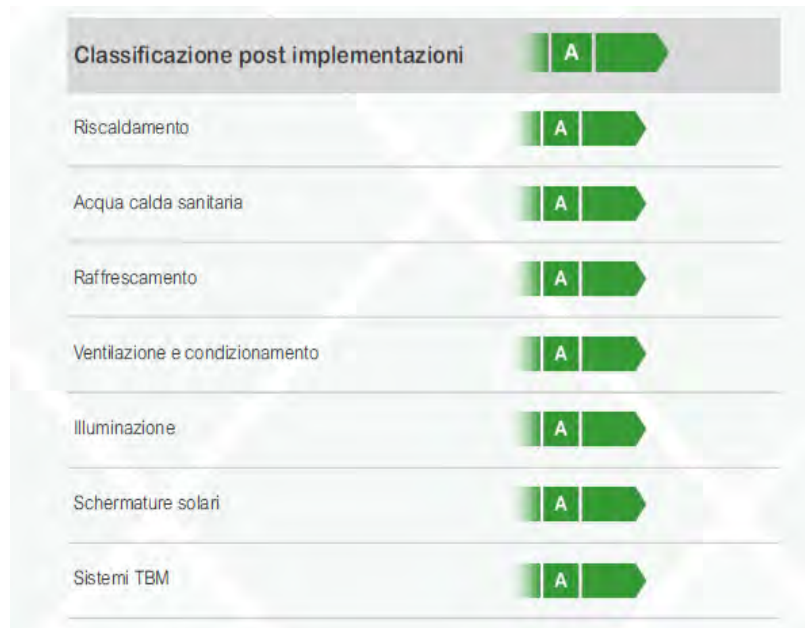 Classificazione post implementazioni A
Riscaldamento A
Acqua calda sanitaria A
Raffrescamento A
Ventilazione e condizionamento A
Illuminazione A
Schermature solari A
Sistemi TBM A